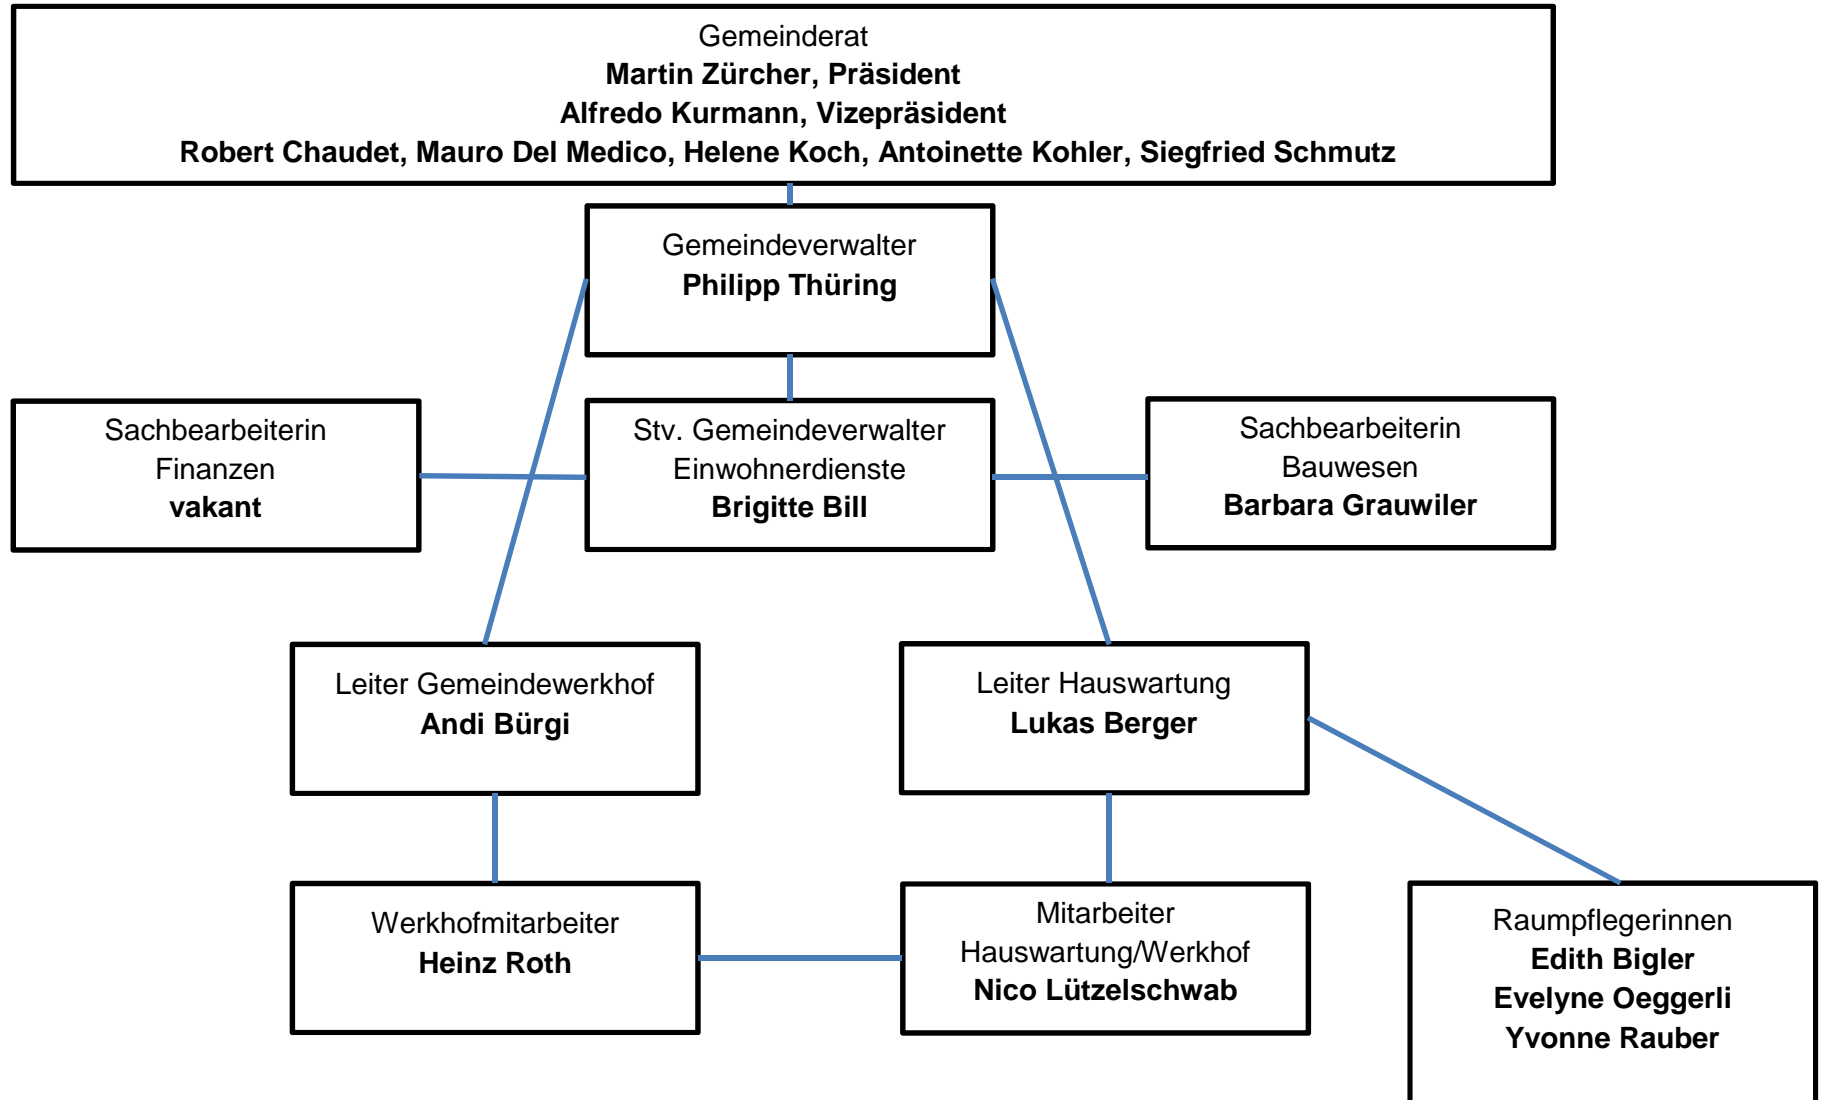 Gemeinderat
Martin Zürcher, Präsident
Alfredo Kurmann, Vizepräsident
Robert Chaudet, Mauro Del Medico, Helene Koch, Antoinette Kohler, Siegfried Schmutz
Gemeindeverwalter
Philipp Thüring
Sachbearbeiterin
Finanzen
vakant
Stv. Gemeindeverwalter
Einwohnerdienste
Brigitte Bill
Sachbearbeiterin
Bauwesen
Barbara Grauwiler
Leiter Gemeindewerkhof
Andi Bürgi
Leiter Hauswartung
Lukas Berger
Werkhofmitarbeiter
Heinz Roth
Mitarbeiter
Hauswartung/Werkhof
Nico Lützelschwab
Raumpflegerinnen
Edith Bigler
Evelyne Oeggerli
Yvonne Rauber